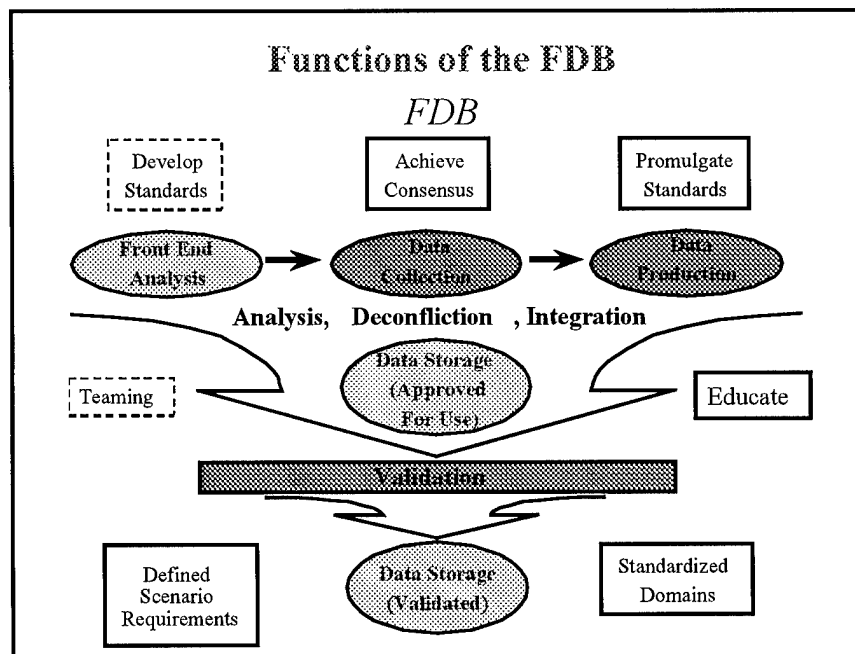 Functions of the FDB
FDB
Develop
Standards
Achieve
Consensus
Promulgate
Standards
Front End
Analysis
Data
Collection
Data
Production
Analysis, Deconfliction , Integration
Data Storage
(Approved
For Use)
Teaming
Educate
Validation
Defined
Scenario
Requirements
Data Storage
(Validated)
Standardized
Domains